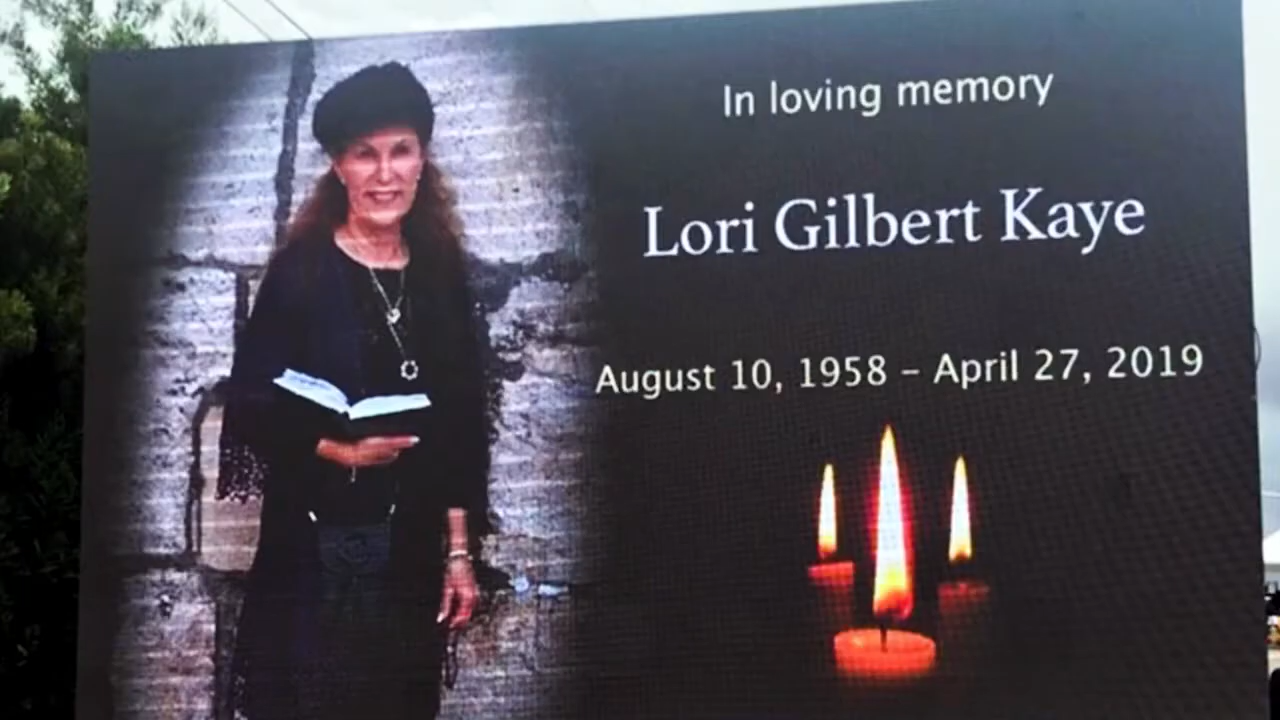 In loving memory
Lori Gilbert Kaye
August 10, 1958 – April 27, 2019